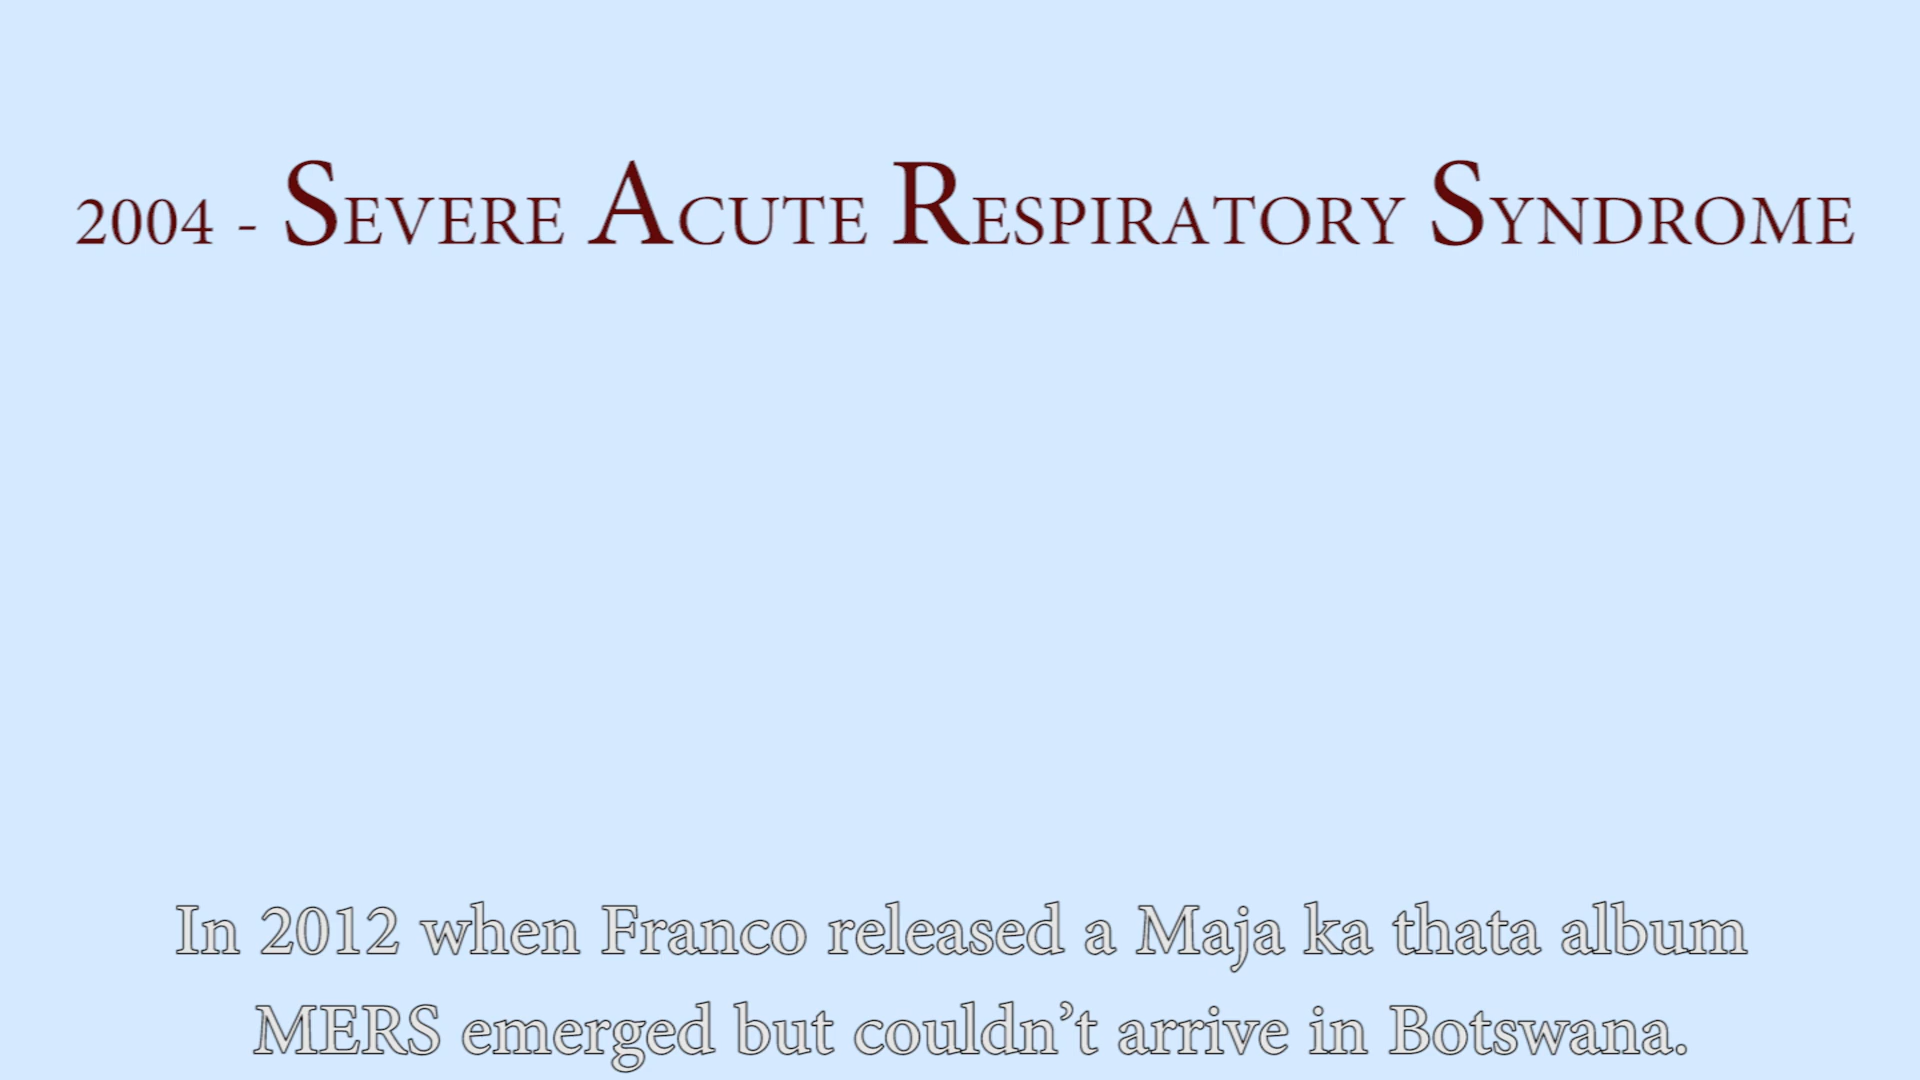 2004 - Severe Acute Respiratory Syndrome
In 2012 when Franco released a Maja ka thata album
MERS emerged but couldn’t arrive in Botswana.